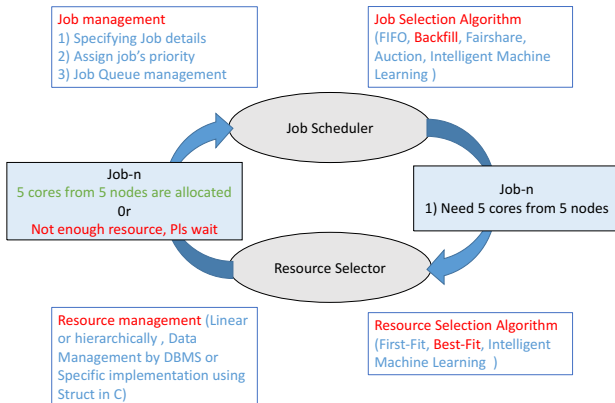 Job management
1) Specifying Job details
2) Assign job's priority
3) Job Queue management
Job Selection Algorithm
(FIFO, Backfill, Fairshare,
Auction, Intelligent Machine
Learning )
Job Scheduler
Job-n
5 cores from 5 nodes are allocated
0r
Not enough resource, Pls wait
Job-n
1) Need 5 cores from 5 nodes
Resource Selector
Resource management (Linear
or hierarchically , Data
Management by DBMS or
Specific implementation using
Struct in C)
Resource Selection Algorithm
(First-Fit, Best-Fit, Intelligent
Machine Learning )